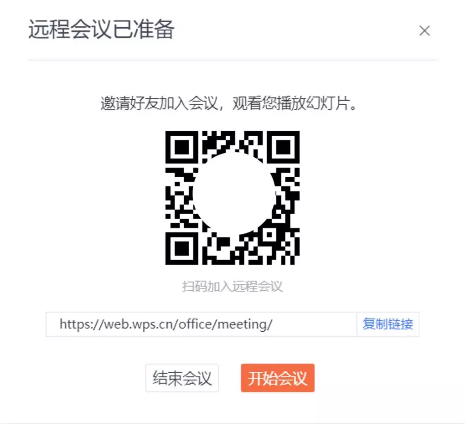 远程会议已准备
邀请好友加入会议，观看您播放幻灯片。
扫码加入远程会议
https://web.wps.cn/office/meeting/
复制链接
结束会议
开始会议